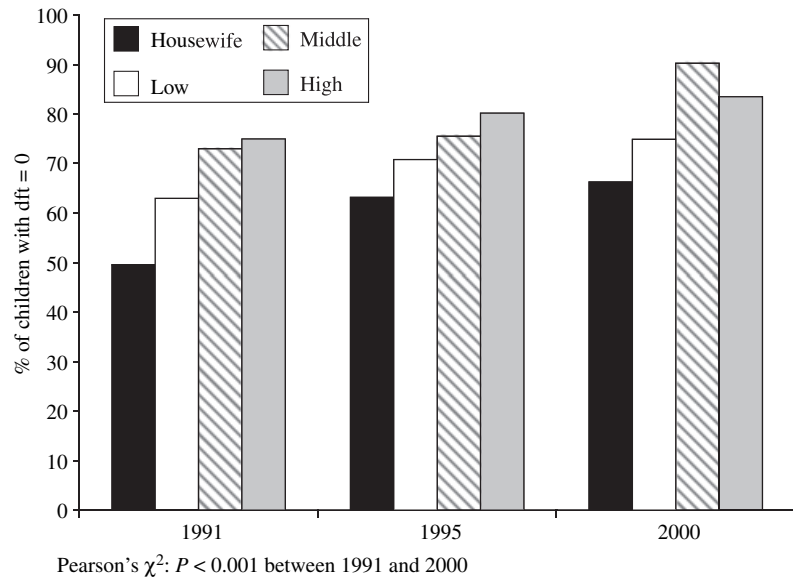 % of children with dft = 0
100
90
80
70
60
50
40
30
20
10
0
Housewife
Middle
Low
High
1991
1995
2000
Pearson's χ²: P < 0.001 between 1991 and 2000